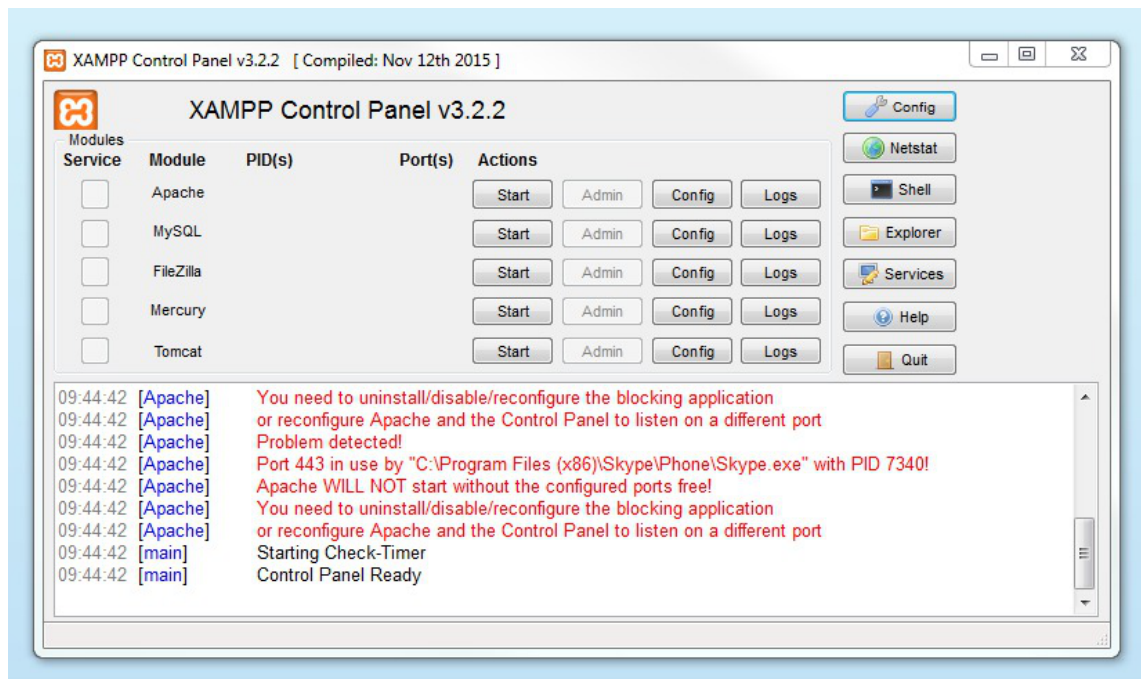 XAMPP Control Panel v3.2.2 [ Compiled: Nov 12th 2015 ]
XAMPP Control Panel v3.2.2
Config
Modules
Netstat
Service Module PID(s) Port(s) Actions
Apache Start Admin Config Logs
Shell
MySQL Start Admin Config Logs
Explorer
FileZilla Start Admin Config Logs
Services
Mercury Start Admin Config Logs
Help
Tomcat Start Admin Config Logs
Quit
09:44:42 [Apache] You need to uninstall/disable/reconfigure the blocking application
09:44:42 [Apache] or reconfigure Apache and the Control Panel to listen on a different port
09:44:42 [Apache] Problem detected!
09:44:42 [Apache] Port 443 in use by "C:\Program Files (x86)\Skype\Phone\Skype.exe" with PID 7340!
09:44:42 [Apache] Apache WILL NOT start without the configured ports free!
09:44:42 [Apache] You need to uninstall/disable/reconfigure the blocking application
09:44:42 [Apache] or reconfigure Apache and the Control Panel to listen on a different port
09:44:42 [main] Starting Check-Timer
09:44:42 [main] Control Panel Ready